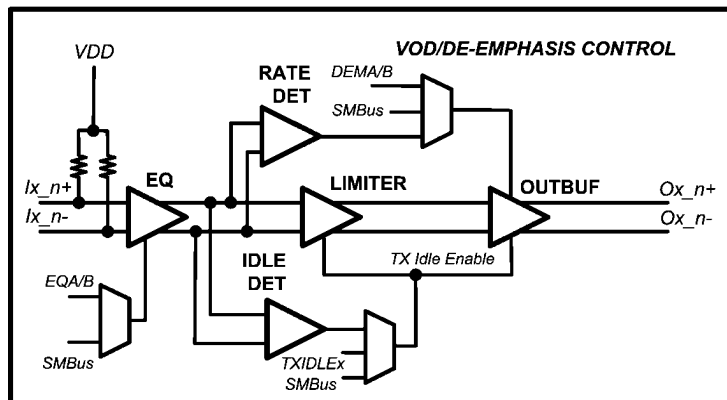 VDD
VOD/DE-EMPHASIS CONTROL
RATE
DET
DEMA/B
SMBus
Ix_n+
Ix_n-
EQ
LIMITER
OUTBUF
Ox_n+
Ox_n-
IDLE
DET
TX Idle Enable
EQA/B
SMBus
TXIDLEx
SMBus